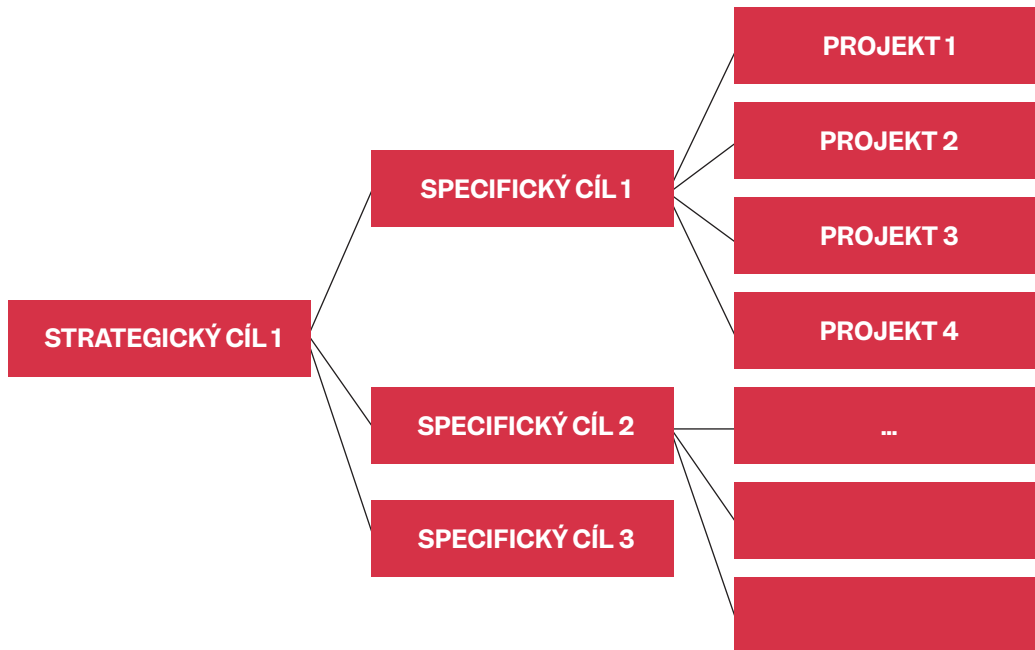 STRATEGICKÝ CÍL 1
SPECIFICKÝ CÍL 1
SPECIFICKÝ CÍL 2
SPECIFICKÝ CÍL 3
PROJEKT 1
PROJEKT 2
PROJEKT 3
PROJEKT 4
...